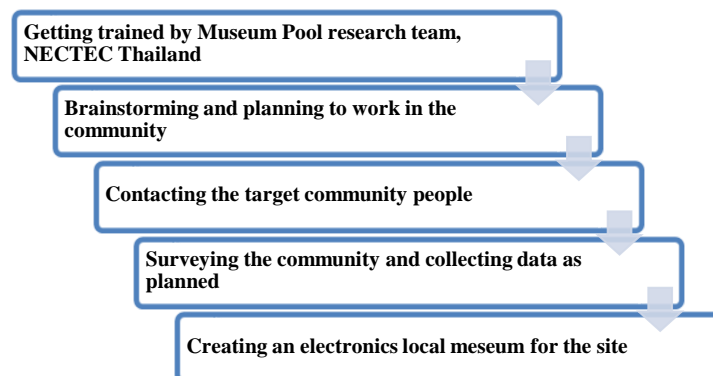 Getting trained by Museum Pool research team,
NECTEC Thailand
Brainstorming and planning to work in the
community
Contacting the target community people
Surveying the community and collecting data as
planned
Creating an electronics local meseum for the site